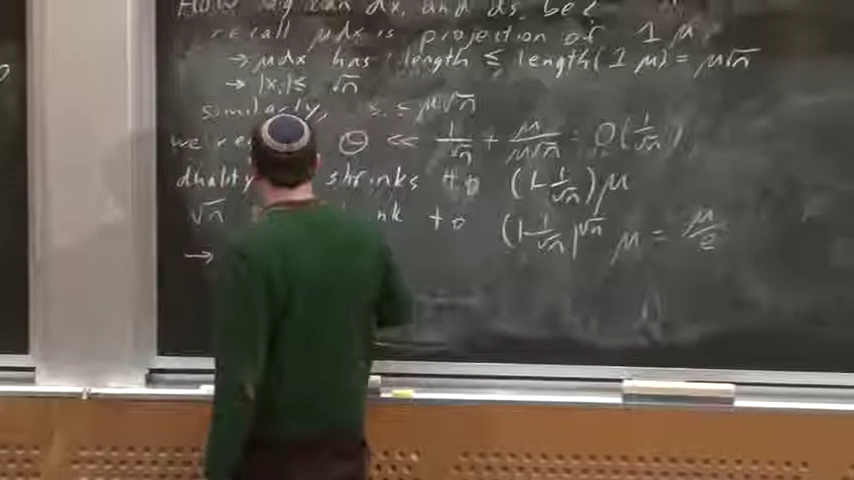 How big can dx, and ds, be?
recall μdx is projection of 1 μ
→ μdx has length ≤ length(1 μ) = μ√n
→ |x,| ≤ √n
similarly, s, ≤ μ√n
we re Θ << 1/√n + μ/μ√n = O(1/√n)
duality shrinks to (1-1/√n)μ
√n nk to (1-1/√n)^√n μ = μ/e
→